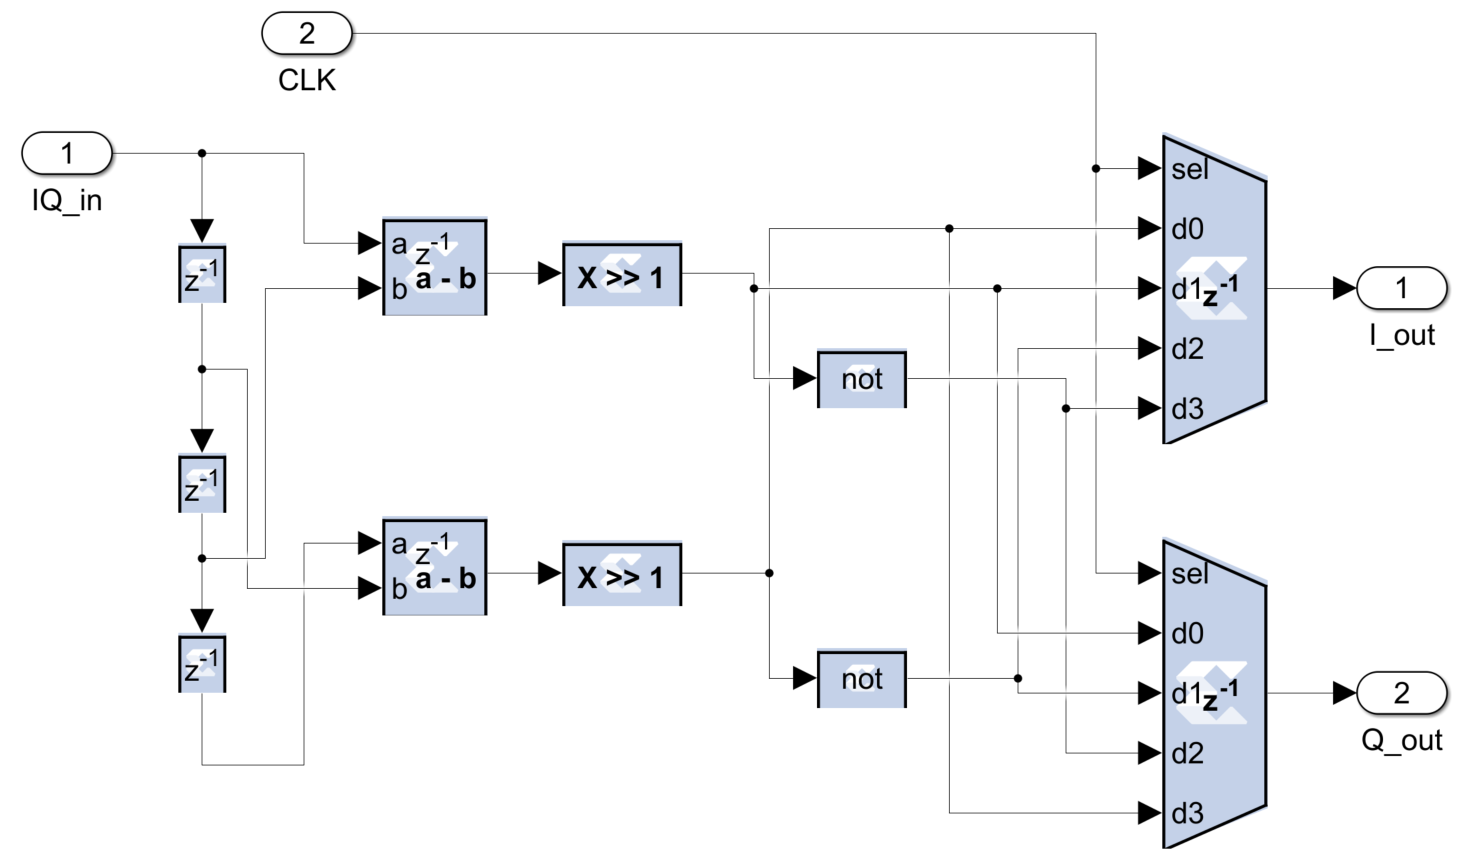 2
CLK
1
IQ_in
z-1
a z-1
b a - b
X >> 1
not
sel
d0
d1 z-1
d2
d3
1
I_out
z-1
a z-1
b a - b
X >> 1
not
z-1
sel
d0
d1 z-1
d2
d3
2
Q_out